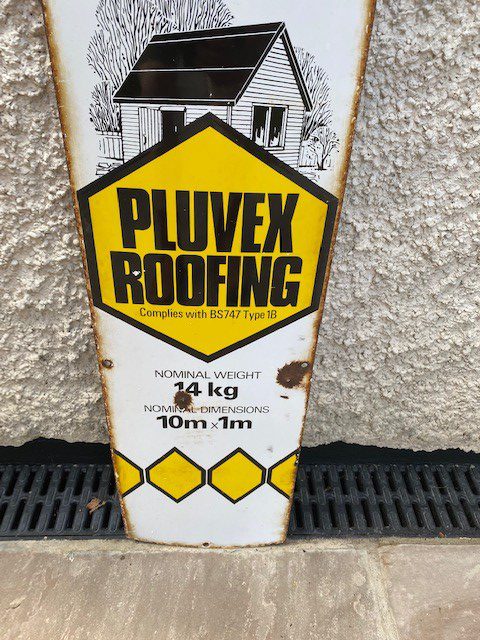 PLUVEX
ROOFING
Complies with BS747 Type 1B
NOMINAL WEIGHT
14 kg
NOMINAL DIMENSIONS
10m x 1m